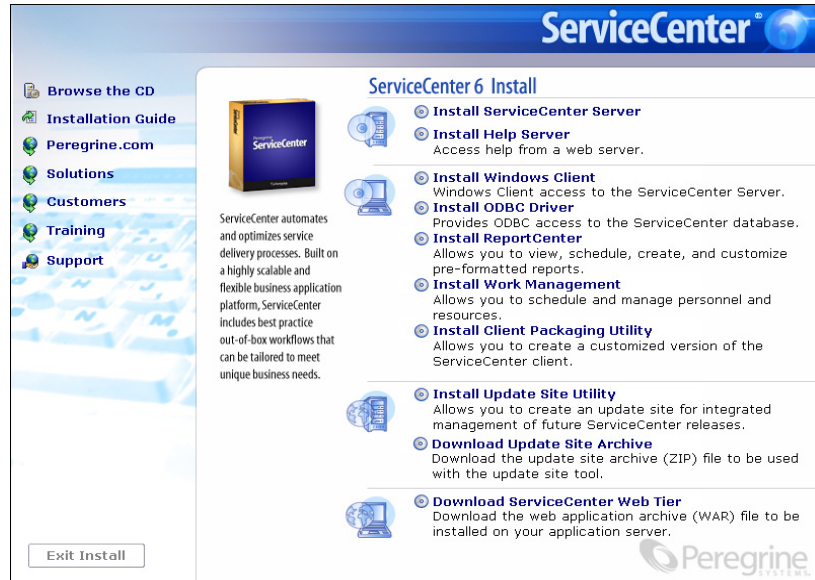 ServiceCenter®
6
Browse the CD
Installation Guide
Peregrine.com
Solutions
Customers
Training
Support
Exit Install
ServiceCenter
ServiceCenter automates
and optimizes service
delivery processes. Built on
a highly scalable and
flexible business application
platform, ServiceCenter
includes best practice
out-of-box workflows that
can be tailored to meet
unique business needs.
ServiceCenter 6 Install
Install ServiceCenter Server
Install Help Server
Access help from a web server.
Install Windows Client
Windows Client access to the ServiceCenter Server.
Install ODBC Driver
Provides ODBC access to the ServiceCenter database.
Install ReportCenter
Allows you to view, schedule, create, and customize
pre-formatted reports.
Install Work Management
Allows you to schedule and manage personnel and
resources.
Install Client Packaging Utility
Allows you to create a customized version of the
ServiceCenter client.
Install Update Site Utility
Allows you to create an update site for integrated
management of future ServiceCenter releases.
Download Update Site Archive
Download the update site archive (ZIP) file to be used
with the update site tool.
Download ServiceCenter Web Tier
Download the web application archive (WAR) file to be
installed on your application server.
Peregrine
SYSTEMS